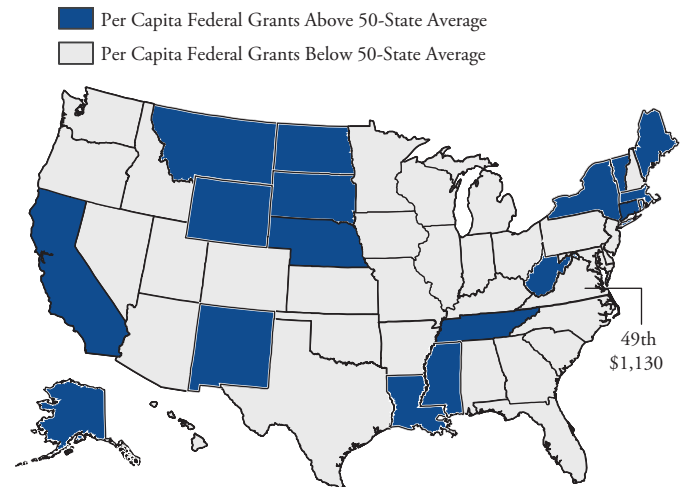 Per Capita Federal Grants Above 50-State Average
Per Capita Federal Grants Below 50-State Average
49th
$1,130